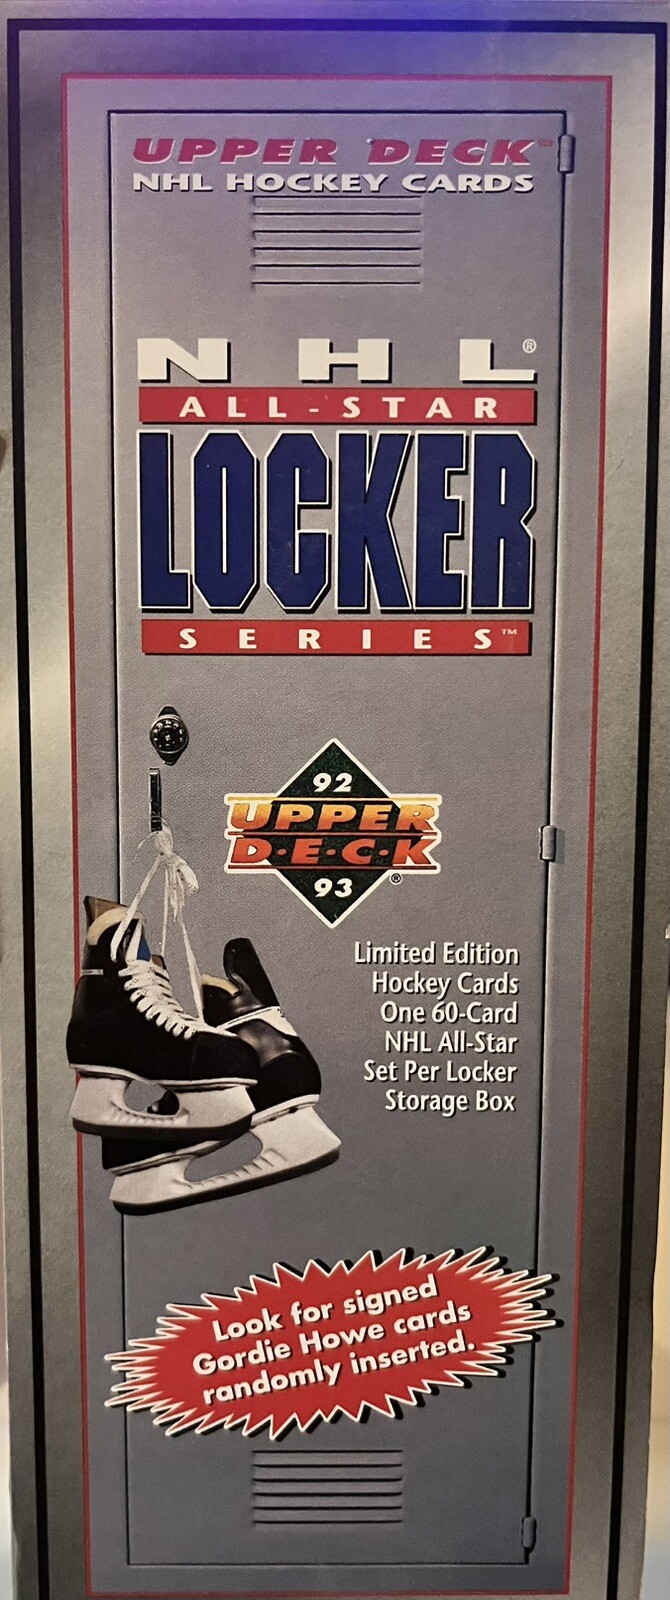 UPPER DECK™
NHL HOCKEY CARDS
NHL®
ALL-STAR
LOCKER
SERIES™
92
UPPER
D·E·C·K
93 ®
Limited Edition
Hockey Cards
One 60-Card
NHL All-Star
Set Per Locker
Storage Box
Look for signed
Gordie Howe cards
randomly inserted.